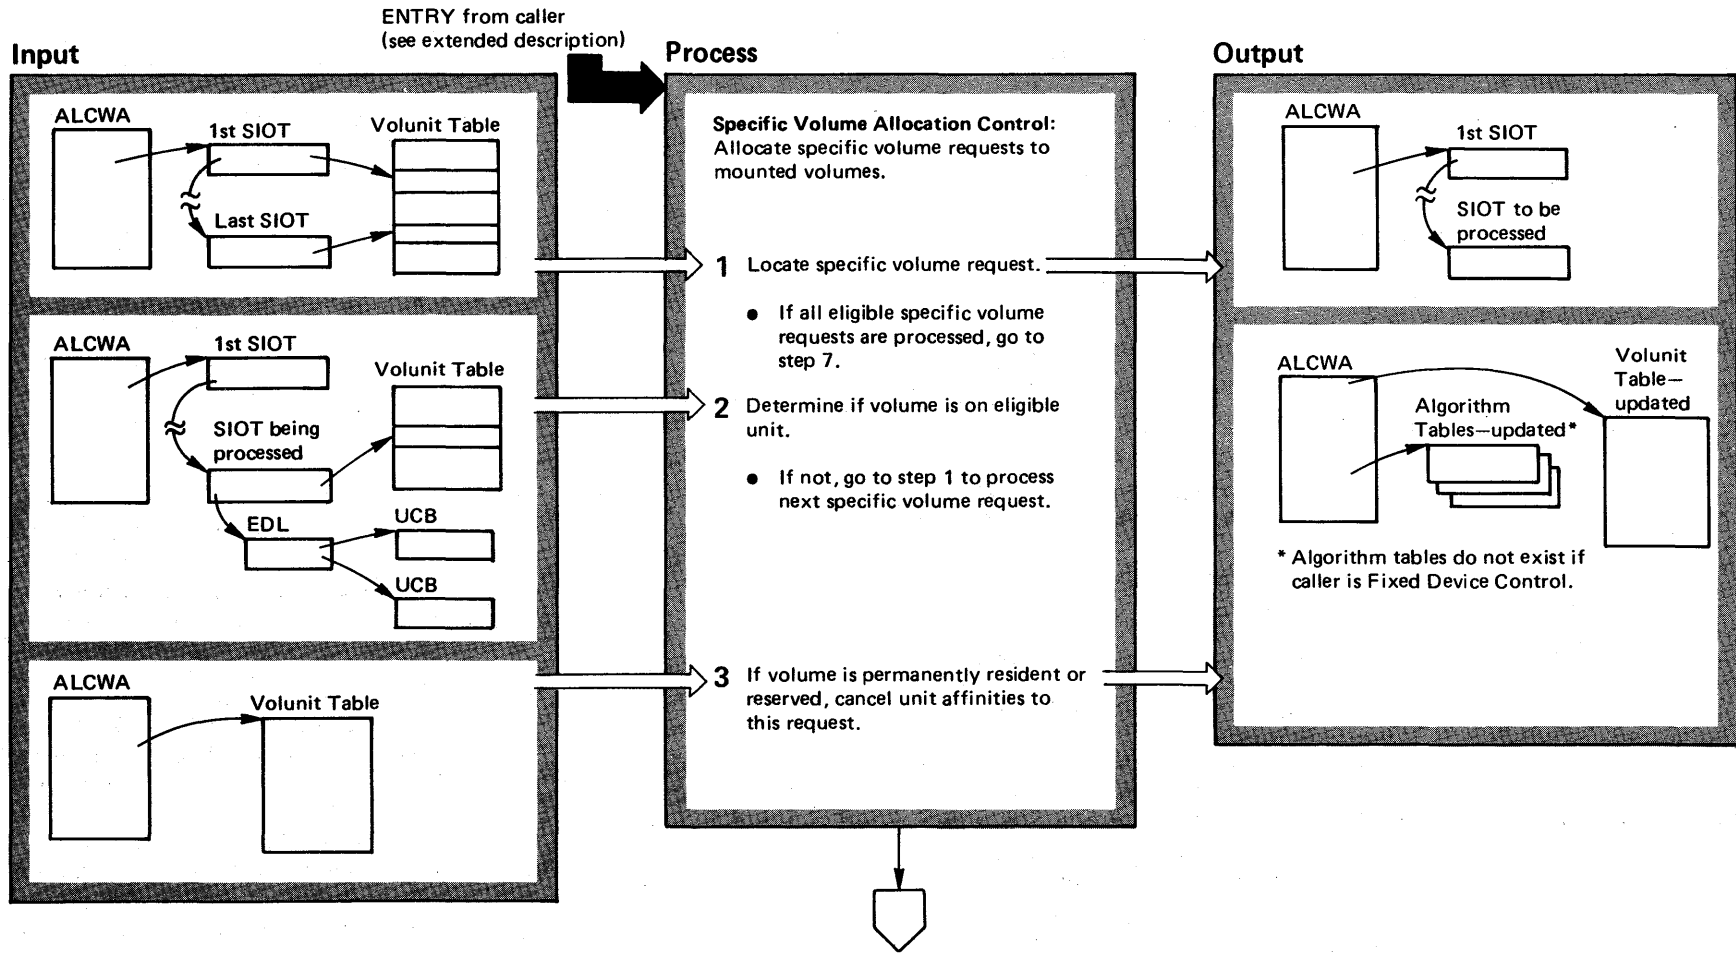 ENTRY from caller
(see extended description)
Input
ALCWA
1st SIOT
Volunit Table
Last SIOT
ALCWA
1st SIOT
Volunit Table
SIOT being
processed
EDL
UCB
UCB
ALCWA
Volunit Table
Process
Specific Volume Allocation Control:
Allocate specific volume requests to
mounted volumes.
1 Locate specific volume request.
● If all eligible specific volume
requests are processed, go to
step 7.
2 Determine if volume is on eligible
unit.
● If not, go to step 1 to process
next specific volume request.
3 If volume is permanently resident or
reserved, cancel unit affinities to
this request.
Output
ALCWA
1st SIOT
SIOT to be
processed
ALCWA
Volunit
Table—
updated
Algorithm
Tables—updated*
* Algorithm tables do not exist if
caller is Fixed Device Control.